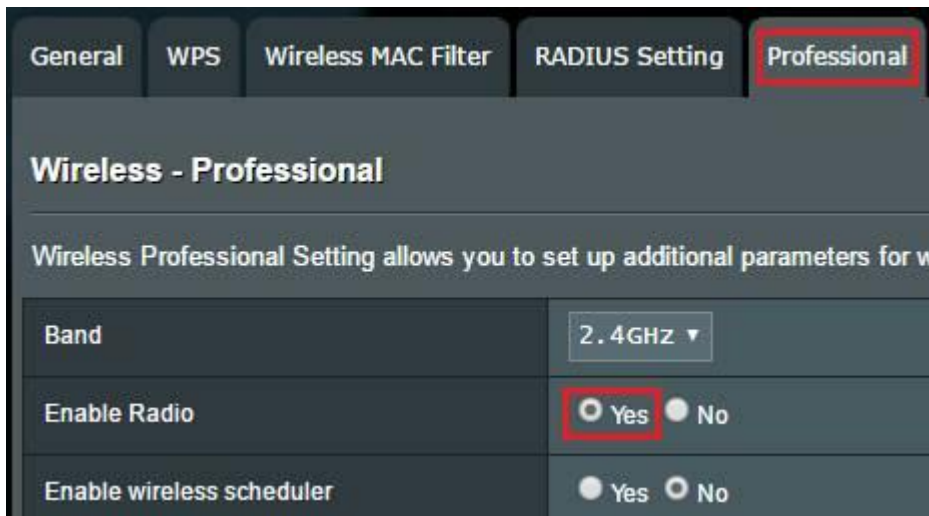 General WPS Wireless MAC Filter RADIUS Setting Professional
Wireless - Professional
Wireless Professional Setting allows you to set up additional parameters for
Band 2.4GHz
Enable Radio Yes No
Enable wireless scheduler Yes No